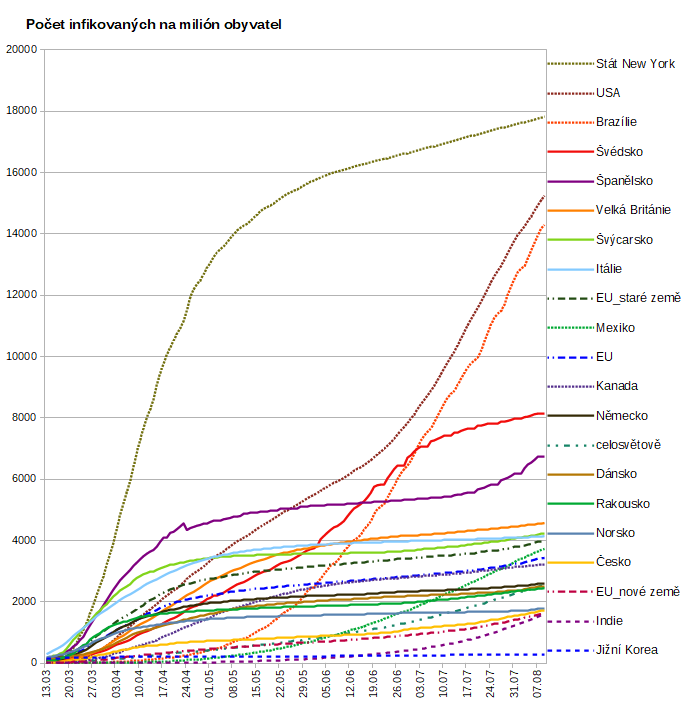 Počet infikovaných na milión obyvatel
20000
18000
16000
14000
12000
10000
8000
6000
4000
2000
0
13.03
20.03
27.03
03.04
10.04
17.04
24.04
01.05
08.05
15.05
22.05
29.05
05.06
12.06
19.06
26.06
03.07
10.07
17.07
24.07
31.07
07.08
Stát New York
USA
Brazílie
Švédsko
Španělsko
Velká Británie
Švýcarsko
Itálie
EU_staré země
Mexiko
EU
Kanada
Německo
celosvětově
Dánsko
Rakousko
Norsko
Česko
EU_nové země
Indie
Jižní Korea